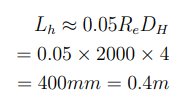 L_h ≈ 0.05R_eD_H
= 0.05 × 2000 × 4
= 400mm = 0.4m